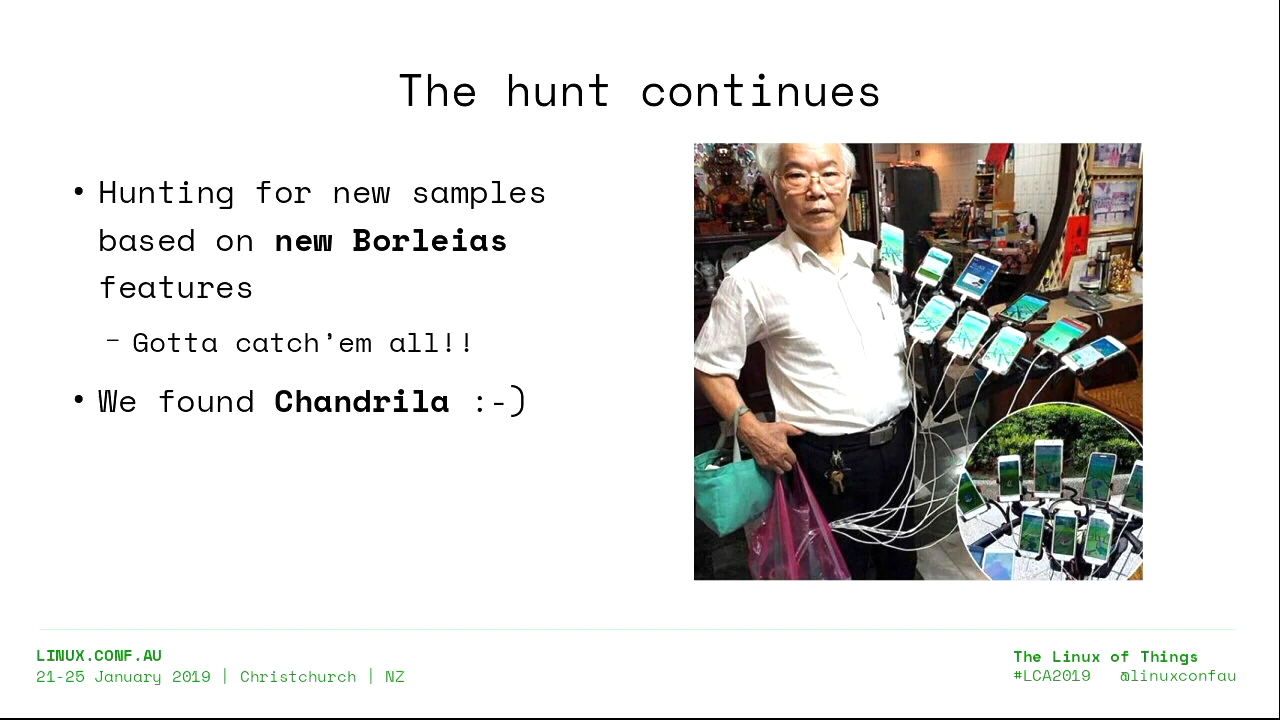 The hunt continues
• Hunting for new samples
based on new Borleias
features
– Gotta catch’em all!!
• We found Chandrila :-)
LINUX.CONF.AU
21-25 January 2019 | Christchurch | NZ
The Linux of Things
#LCA2019 @linuxconfau